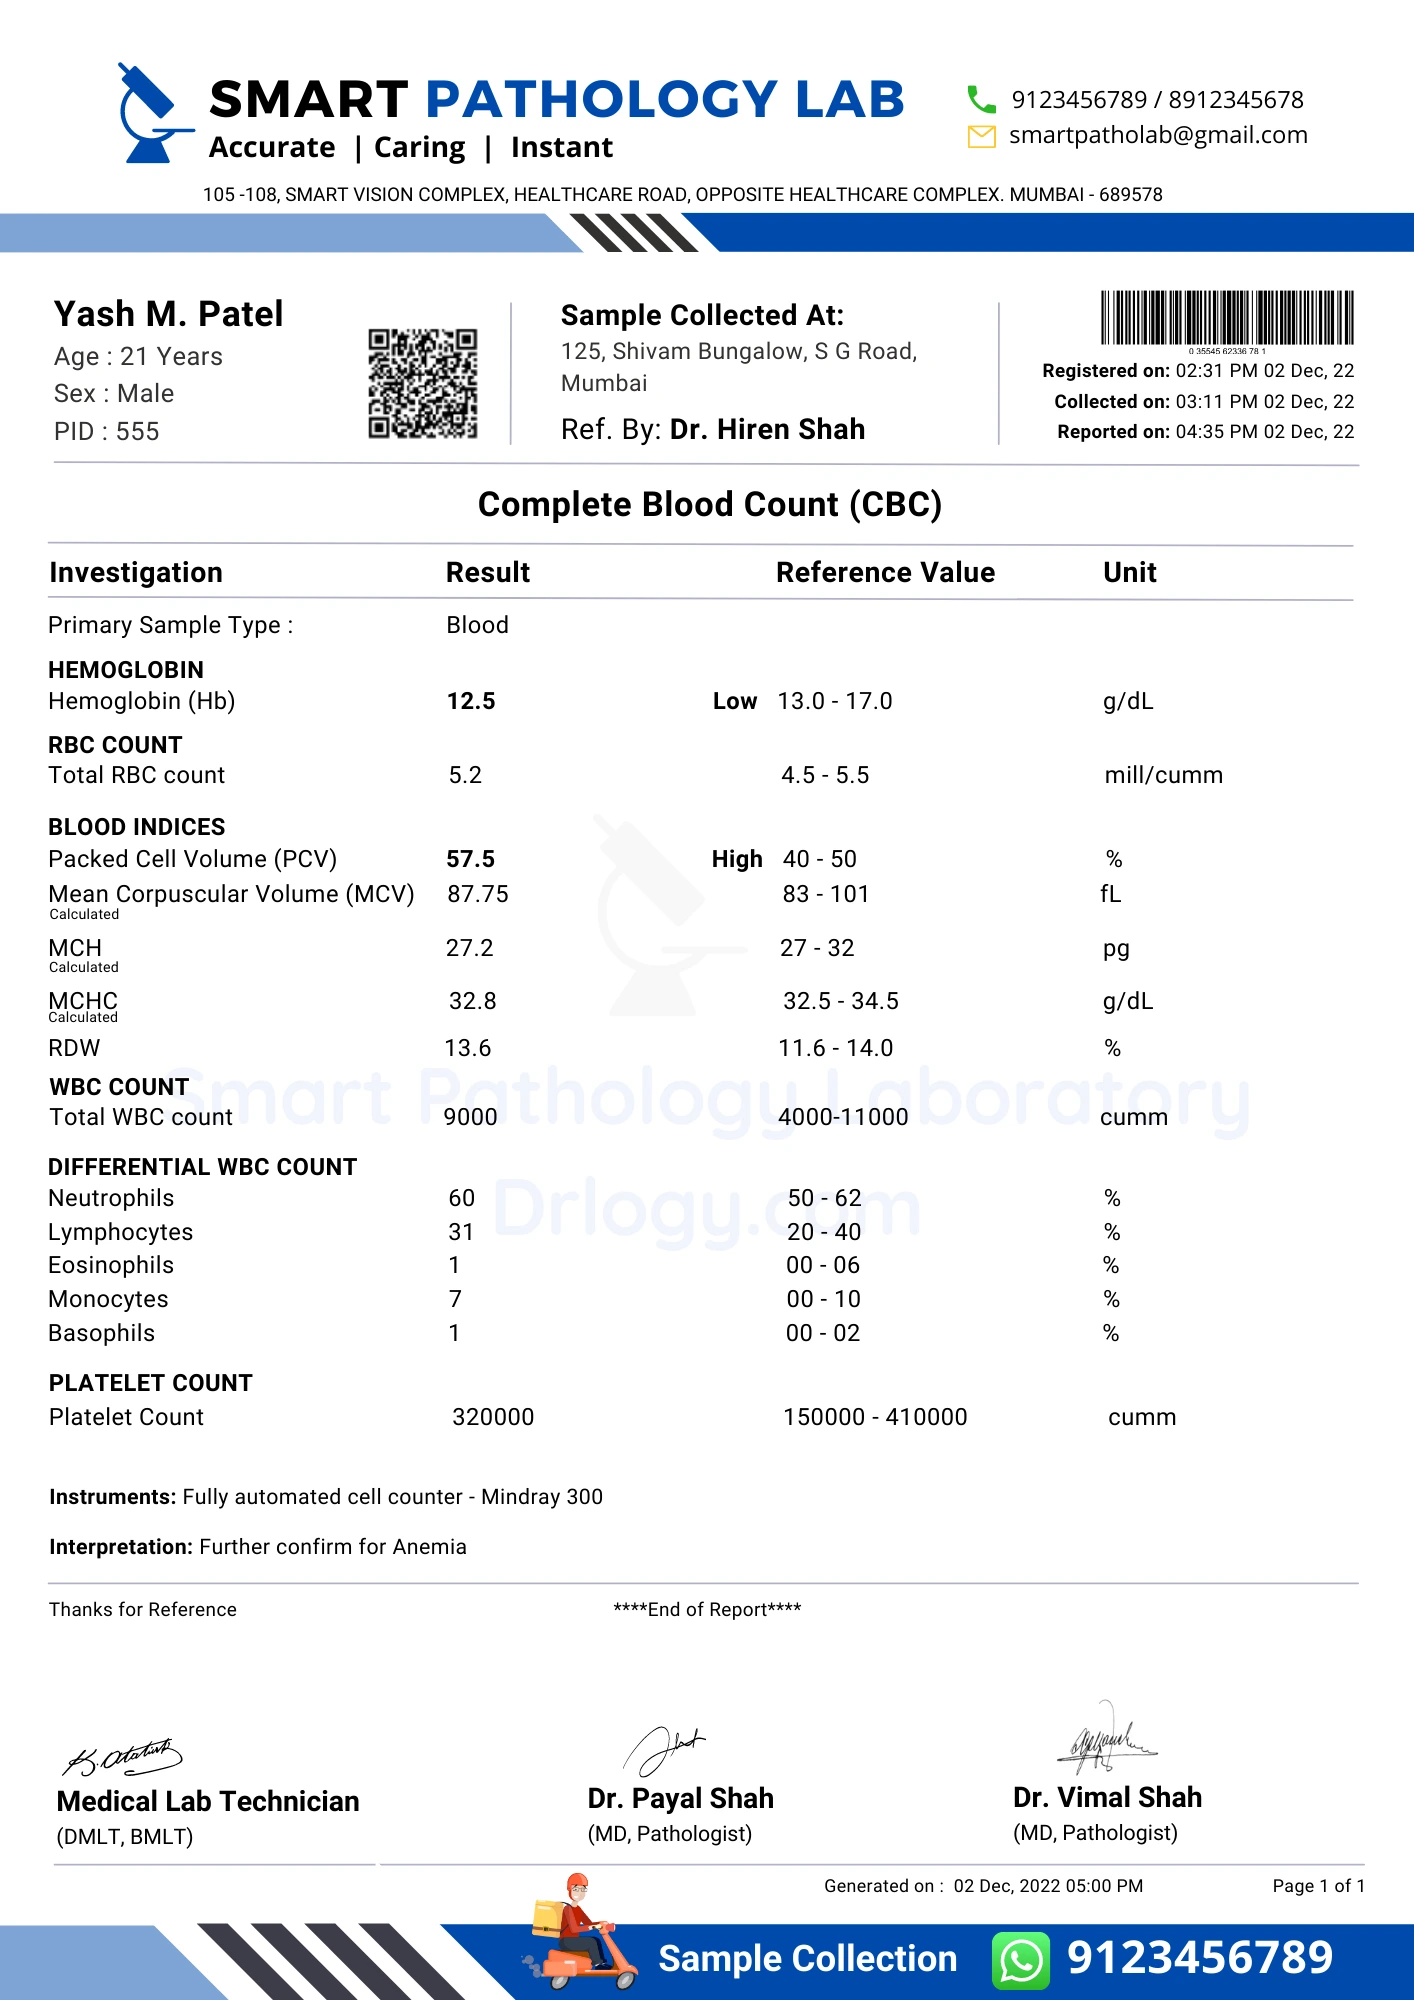 SMART PATHOLOGY LAB
Accurate | Caring | Instant
9123456789 / 8912345678
smartpatholab@gmail.com
105 -108, SMART VISION COMPLEX, HEALTHCARE ROAD, OPPOSITE HEALTHCARE COMPLEX. MUMBAI - 689578
Yash M. Patel
Age : 21 Years
Sex : Male
PID : 555
Sample Collected At:
125, Shivam Bungalow, S G Road,
Mumbai
Ref. By: Dr. Hiren Shah
0 35545 62336 78 1
Registered on: 02:31 PM 02 Dec, 22
Collected on: 03:11 PM 02 Dec, 22
Reported on: 04:35 PM 02 Dec, 22
Complete Blood Count (CBC)
Investigation Result Reference Value Unit
Primary Sample Type : Blood
HEMOGLOBIN
Hemoglobin (Hb) 12.5 Low 13.0 - 17.0 g/dL
RBC COUNT
Total RBC count 5.2 4.5 - 5.5 mill/cumm
BLOOD INDICES
Packed Cell Volume (PCV) 57.5 High 40 - 50 %
Mean Corpuscular Volume (MCV) 87.75 83 - 101 fL
Calculated
MCH 27.2 27 - 32 pg
Calculated
MCHC 32.8 32.5 - 34.5 g/dL
Calculated
RDW 13.6 11.6 - 14.0 %
WBC COUNT
Smart Pathology Laboratory
Total WBC count 9000 4000-11000 cumm
DIFFERENTIAL WBC COUNT
Neutrophils 60 50 - 62 %
Drlogy.com
Lymphocytes 31 20 - 40 %
Eosinophils 1 00 - 06 %
Monocytes 7 00 - 10 %
Basophils 1 00 - 02 %
PLATELET COUNT
Platelet Count 320000 150000 - 410000 cumm
Instruments: Fully automated cell counter - Mindray 300
Interpretation: Further confirm for Anemia
Thanks for Reference ****End of Report****
Medical Lab Technician
(DMLT, BMLT)
Dr. Payal Shah
(MD, Pathologist)
Dr. Vimal Shah
(MD, Pathologist)
Generated on : 02 Dec, 2022 05:00 PM Page 1 of 1
Sample Collection 9123456789